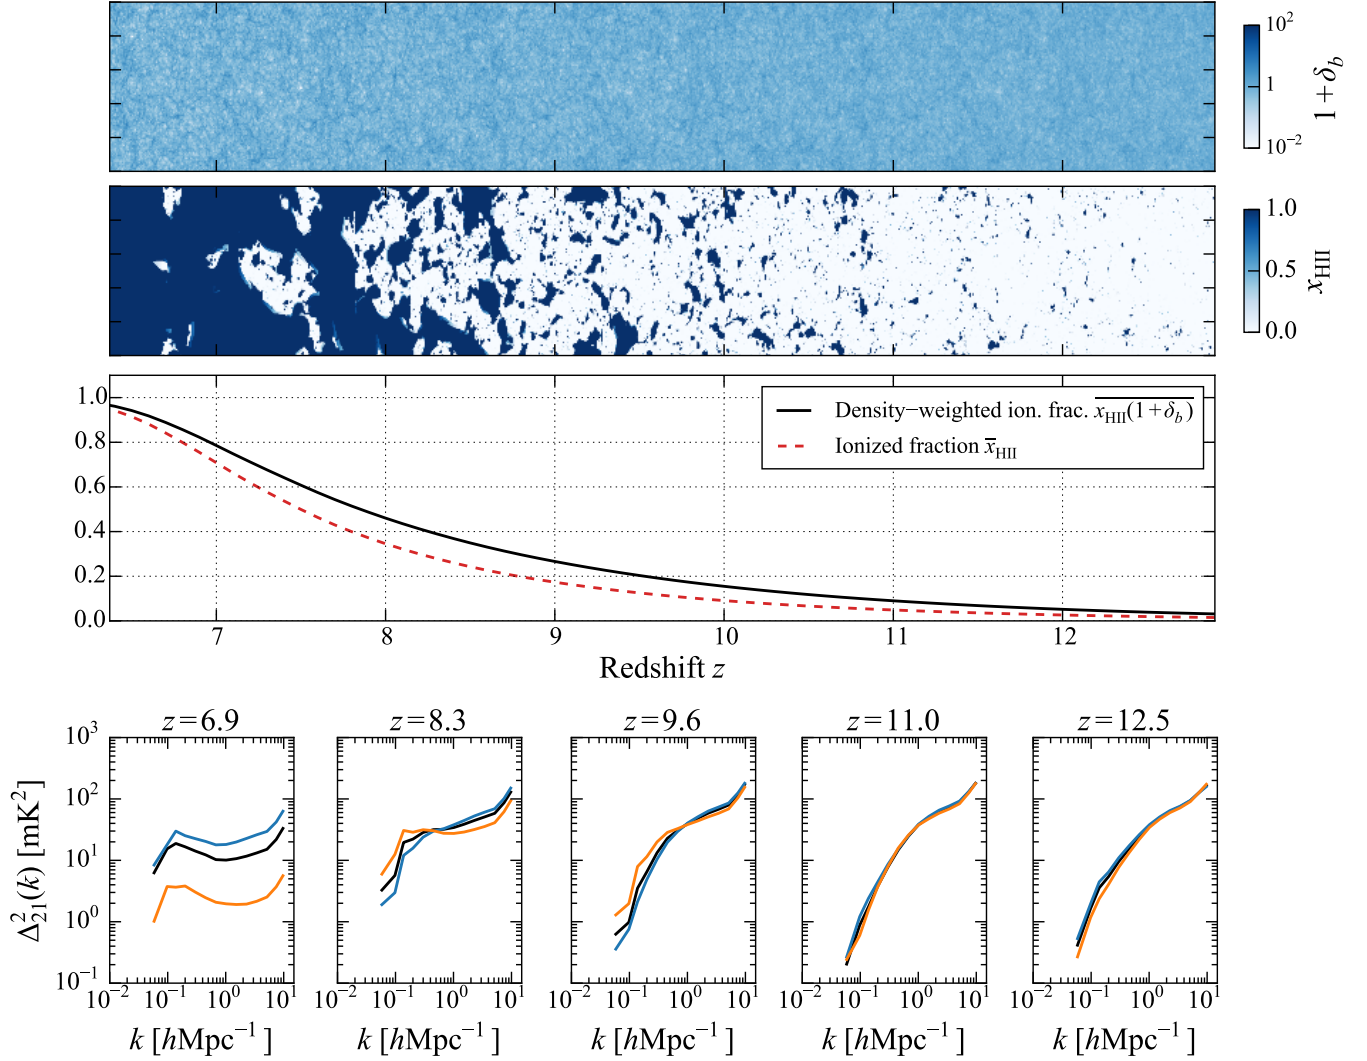 10²
1
10⁻²
1+δ_b
1.0
0.5
0.0
x_HII
1.0
0.8
0.6
0.4
0.2
0.0
Density−weighted ion. frac. x_HII(1+δ_b)
Ionized fraction x̅_HII
7 8 9 10 11 12
Redshift z
z=6.9 z=8.3 z=9.6 z=11.0 z=12.5
10³
10²
10¹
10⁰
10⁻¹
Δ²₂₁(k) [mK²]
10⁻² 10⁻¹ 10⁰ 10¹ 10⁻² 10⁻¹ 10⁰ 10¹ 10⁻² 10⁻¹ 10⁰ 10¹ 10⁻² 10⁻¹ 10⁰ 10¹ 10⁻² 10⁻¹ 10⁰ 10¹
k [hMpc⁻¹] k [hMpc⁻¹] k [hMpc⁻¹] k [hMpc⁻¹] k [hMpc⁻¹]